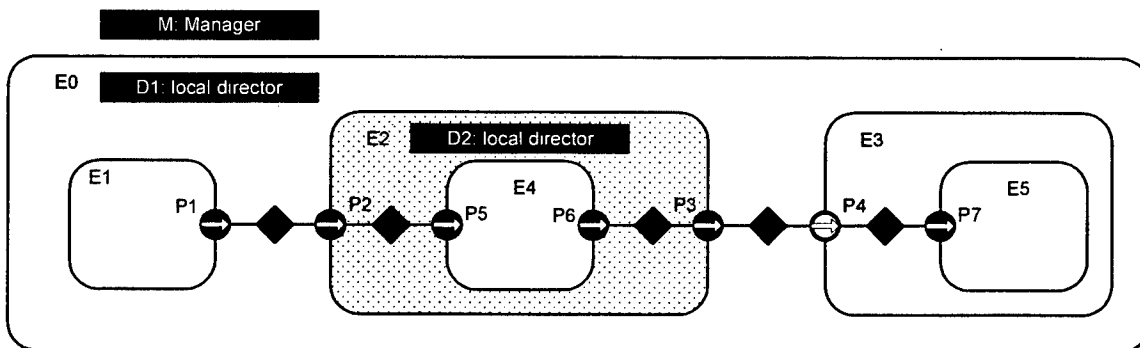 M: Manager
E0
D1: local director
E2
D2: local director
E3
E1
E4
E5
P1
P2
P5
P6
P3
P4
P7